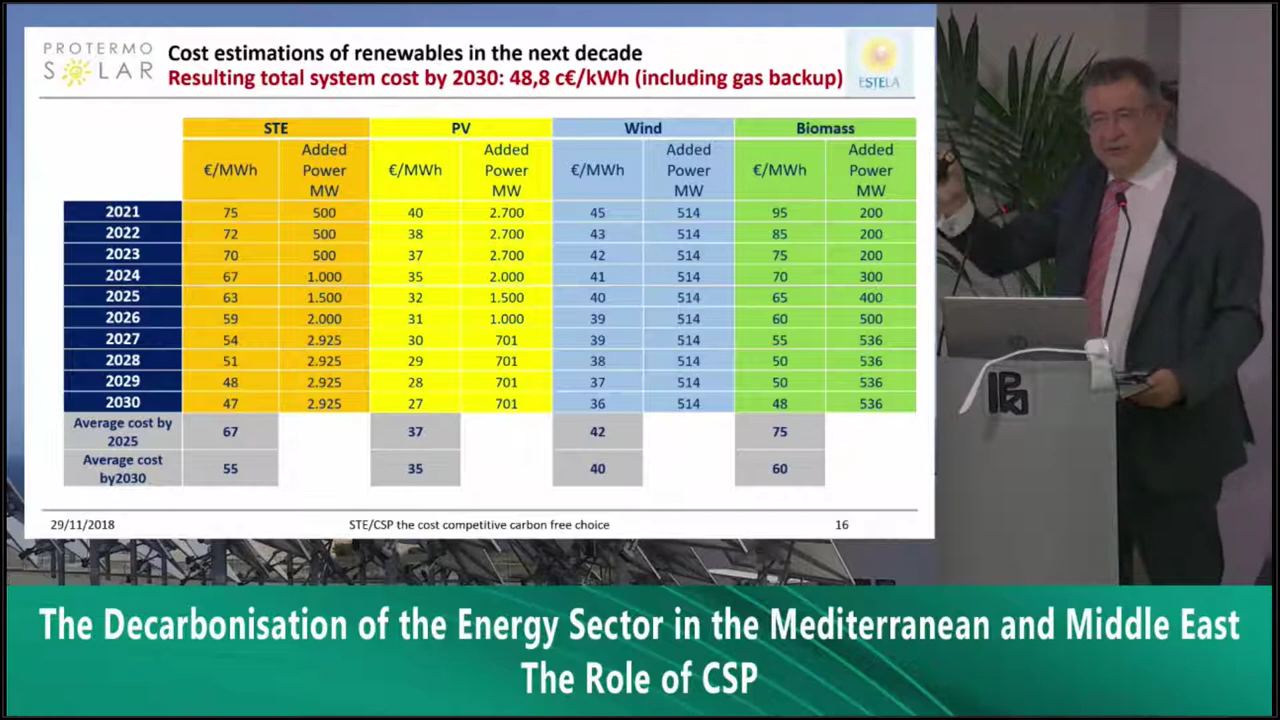 PROTERMO
SOLAR
Cost estimations of renewables in the next decade
Resulting total system cost by 2030: 48,8 c€/kWh (including gas backup)
ESTELA
STE PV Wind Biomass
€/MWh Added Power MW €/MWh Added Power MW €/MWh Added Power MW €/MWh Added Power MW
2021 75 500 40 2.700 45 514 95 200
2022 72 500 38 2.700 43 514 85 200
2023 70 500 37 2.700 42 514 75 200
2024 67 1.000 35 2.000 41 514 70 300
2025 63 1.500 32 1.500 40 514 65 400
2026 59 2.000 31 1.000 39 514 60 500
2027 54 2.925 30 701 39 514 55 536
2028 51 2.925 29 701 38 514 50 536
2029 48 2.925 28 701 37 514 50 536
2030 47 2.925 27 701 36 514 48 536
Average cost by 2025 67 37 42 75
Average cost by2030 55 35 40 60
29/11/2018 STE/CSP the cost competitive carbon free choice 16
The Decarbonisation of the Energy Sector in the Mediterranean and Middle East
The Role of CSP